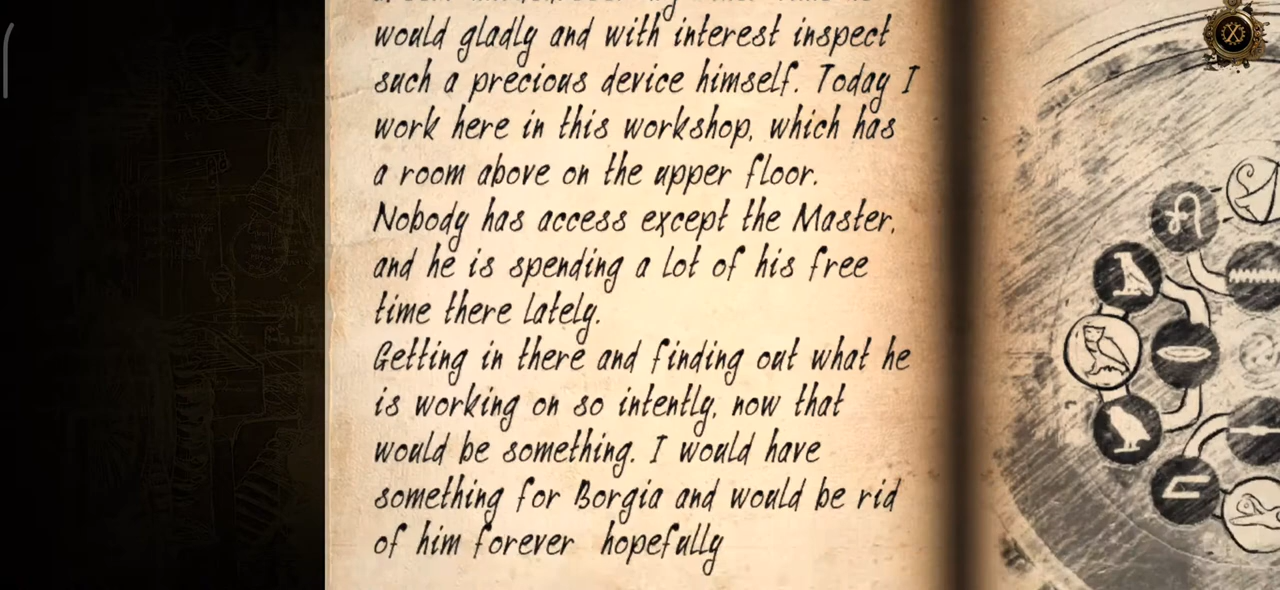 would gladly and with interest inspect
such a precious device himself. Today I
work here in this workshop, which has
a room above on the upper floor.
Nobody has access except the Master,
and he is spending a lot of his free
time there lately.
Getting in there and finding out what he
is working on so intently, now that
would be something. I would have
something for Borgia and would be rid
of him forever hopefully